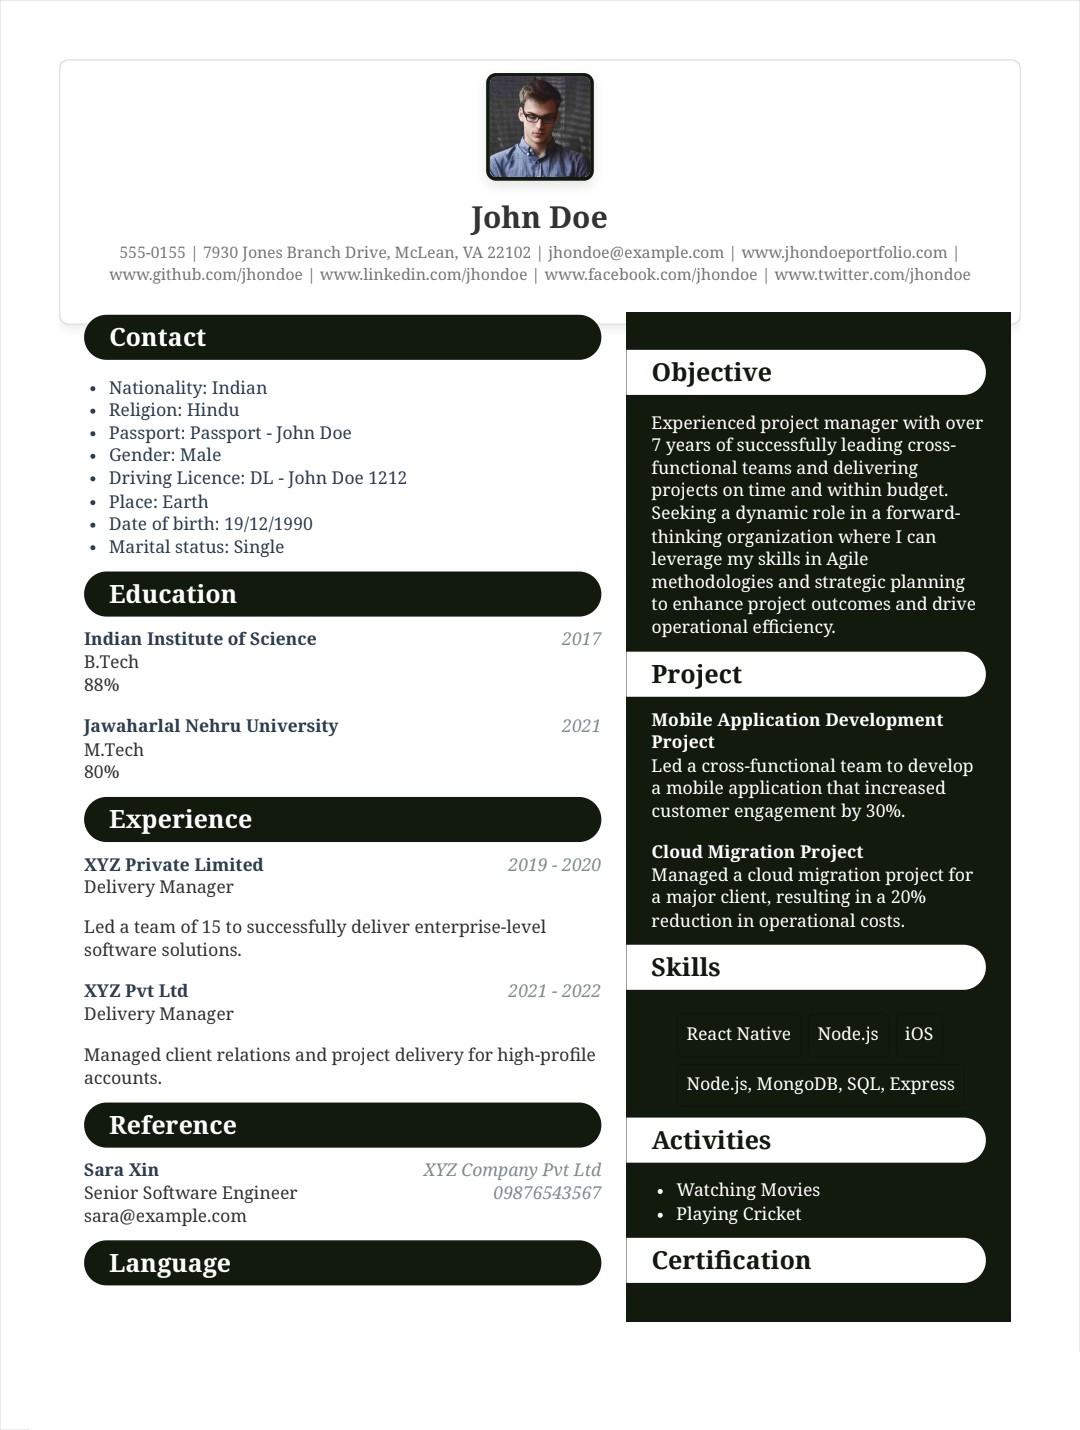 John Doe
555-0155 | 7930 Jones Branch Drive, McLean, VA 22102 | jhondoe@example.com | www.jhondoeportfolio.com |
www.github.com/jhondoe | www.linkedin.com/jhondoe | www.facebook.com/jhondoe | www.twitter.com/jhondoe
Contact
• Nationality: Indian
• Religion: Hindu
• Passport: Passport - John Doe
• Gender: Male
• Driving Licence: DL - John Doe 1212
• Place: Earth
• Date of birth: 19/12/1990
• Marital status: Single
Education
Indian Institute of Science 2017
B.Tech
88%
Jawaharlal Nehru University 2021
M.Tech
80%
Experience
XYZ Private Limited 2019 - 2020
Delivery Manager
Led a team of 15 to successfully deliver enterprise-level
software solutions.
XYZ Pvt Ltd 2021 - 2022
Delivery Manager
Managed client relations and project delivery for high-profile
accounts.
Reference
Sara Xin XYZ Company Pvt Ltd
Senior Software Engineer 09876543567
sara@example.com
Language
Objective
Experienced project manager with over
7 years of successfully leading cross-
functional teams and delivering
projects on time and within budget.
Seeking a dynamic role in a forward-
thinking organization where I can
leverage my skills in Agile
methodologies and strategic planning
to enhance project outcomes and drive
operational efficiency.
Project
Mobile Application Development
Project
Led a cross-functional team to develop
a mobile application that increased
customer engagement by 30%.
Cloud Migration Project
Managed a cloud migration project for
a major client, resulting in a 20%
reduction in operational costs.
Skills
React Native Node.js iOS
Node.js, MongoDB, SQL, Express
Activities
• Watching Movies
• Playing Cricket
Certification